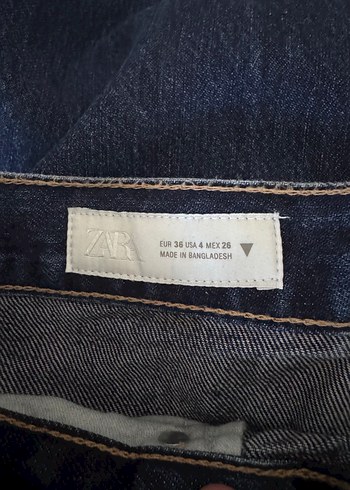 ZARA
EUR 36 USA 4 MEX 26
MADE IN BANGLADESH